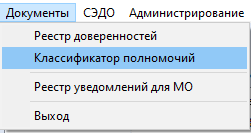 Документы СЭДО Администрирование
Реестр доверенностей
Классификатор полномочий
Реестр уведомлений для МО
Выход